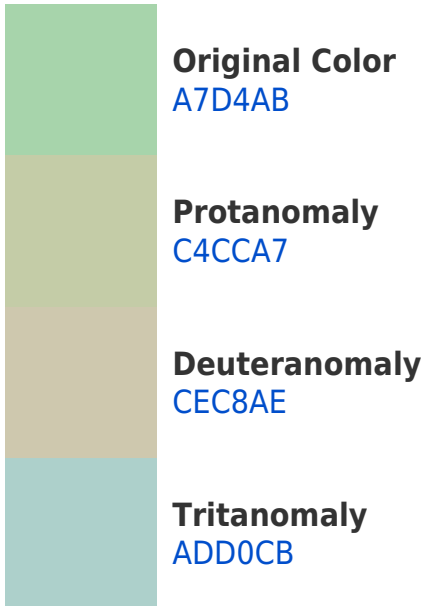 Original Color
A7D4AB
Protanomaly
C4CCA7
Deuteranomaly
CEC8AE
Tritanomaly
ADD0CB